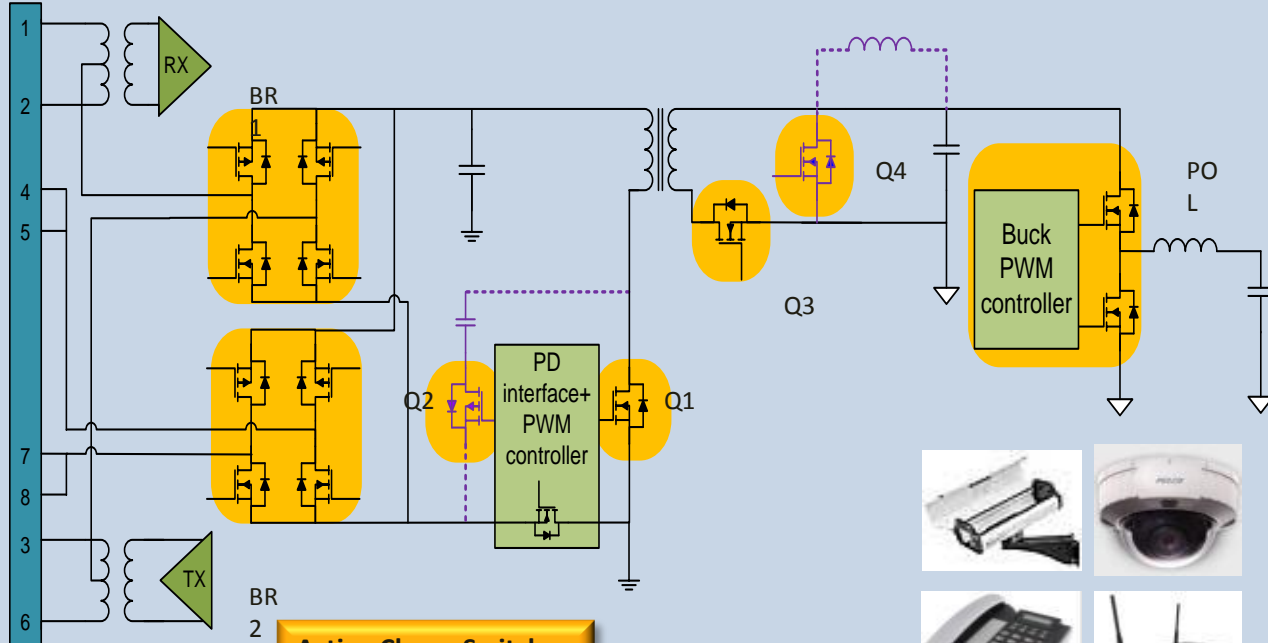 1
RX
2
BR
1
4
5
Q4
PO
L
Buck
PWM
controller
Q3
PD
interface+
PWM
controller
Q2
Q1
7
8
3
TX
6
BR
2
PELCO